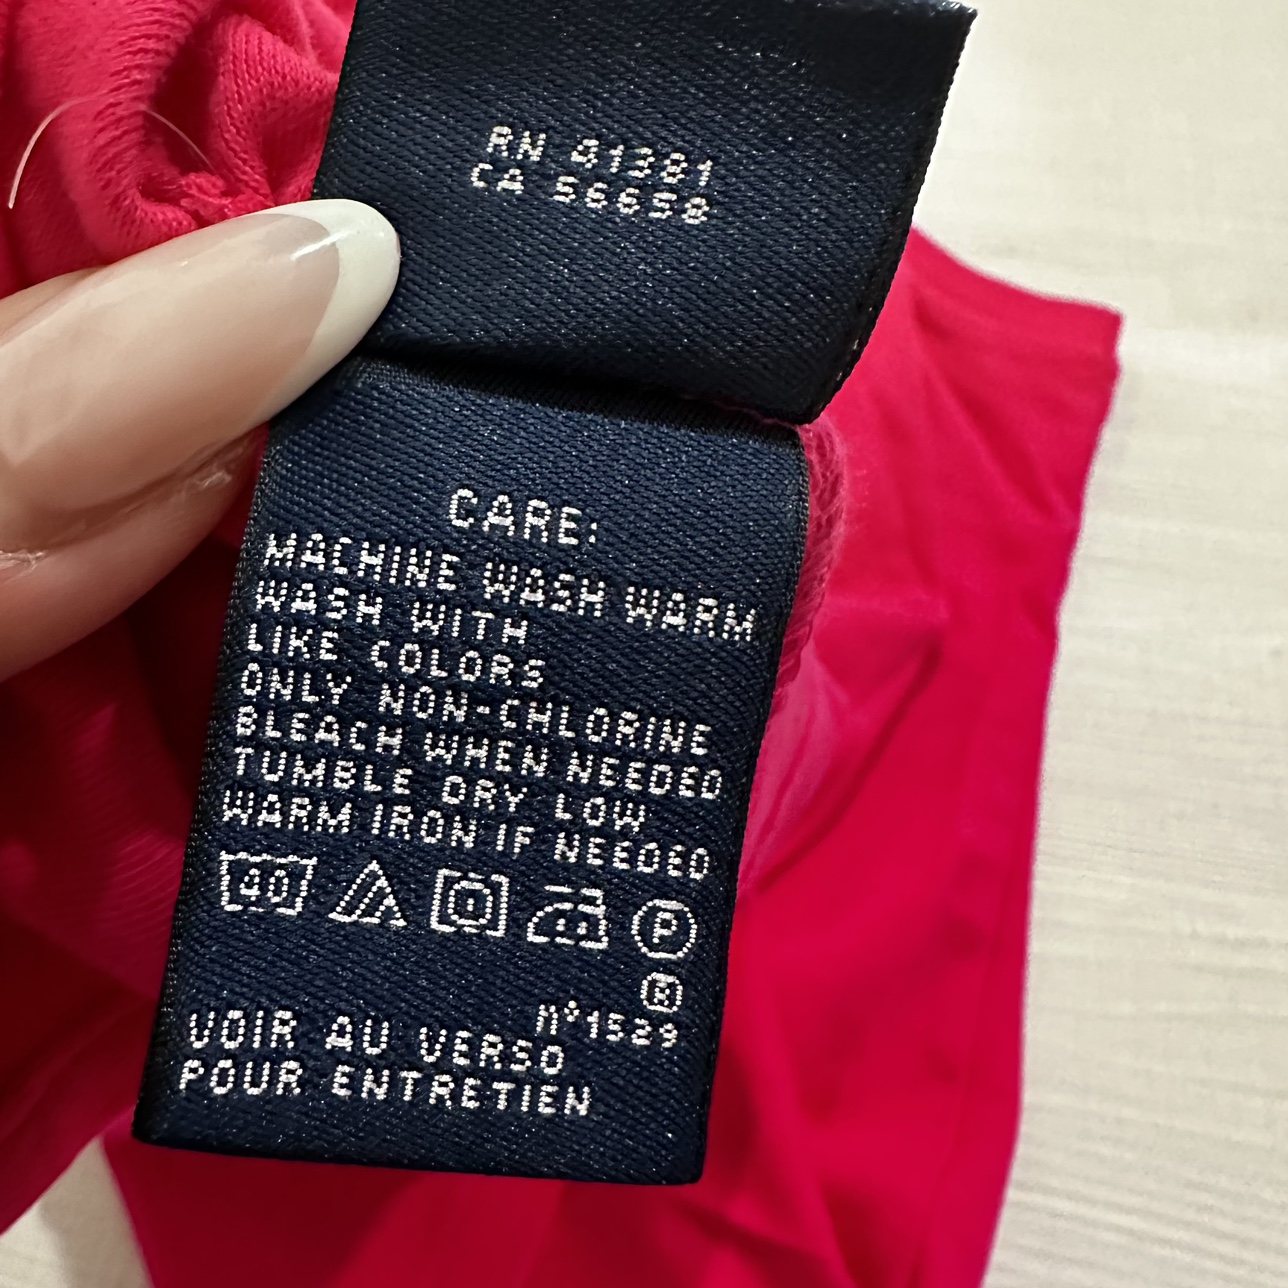 RN 41381
CA 56658
CARE:
MACHINE WASH WARM
WASH WITH
LIKE COLORS
ONLY NON-CHLORINE
BLEACH WHEN NEEDED
TUMBLE DRY LOW
WARM IRON IF NEEDED
40 P
®
n°1529
VOIR AU VERSO
POUR ENTRETIEN